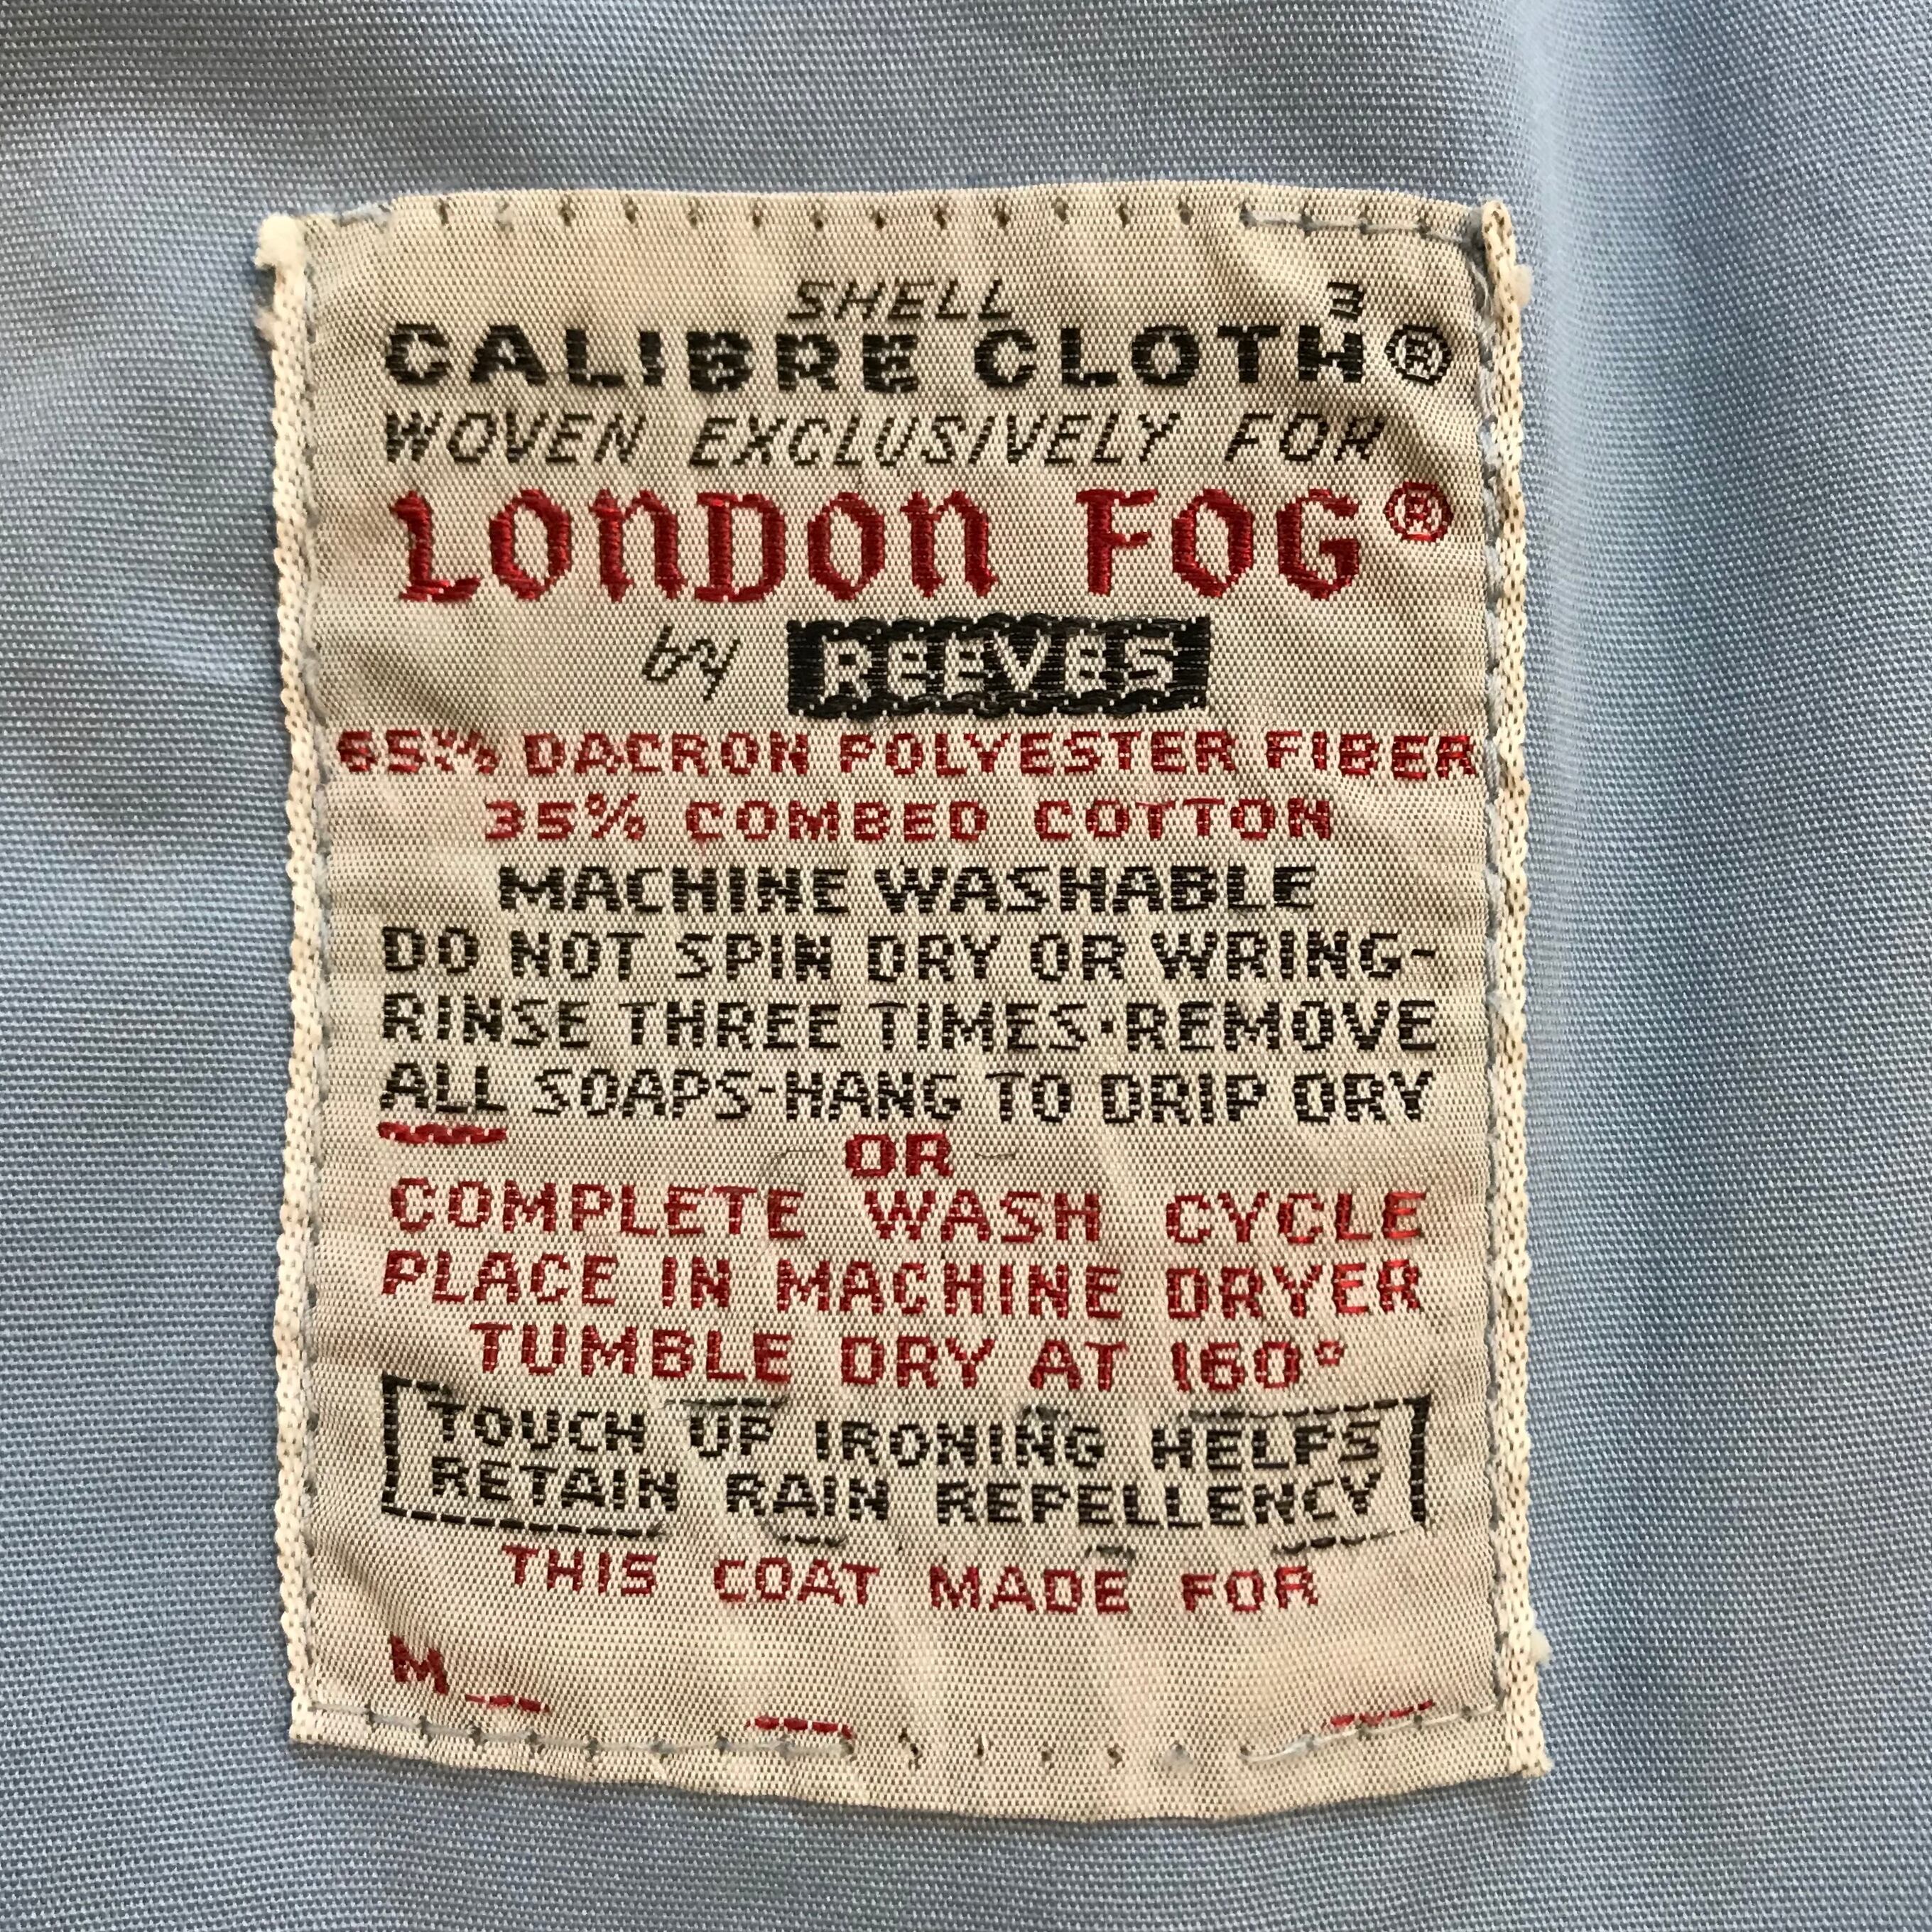 SHELL
CALIBRE CLOTH³®
WOVEN EXCLUSIVELY FOR
LONDON FOG®
by REEVES
65% DACRON POLYESTER FIBER
35% COMBED COTTON
MACHINE WASHABLE
DO NOT SPIN DRY OR WRING-
RINSE THREE TIMES·REMOVE
ALL SOAPS-HANG TO DRIP DRY
OR
COMPLETE WASH CYCLE
PLACE IN MACHINE DRYER
TUMBLE DRY AT 160°
TOUCH UP IRONING HELPS
RETAIN RAIN REPELLENCY
THIS COAT MADE FOR
M